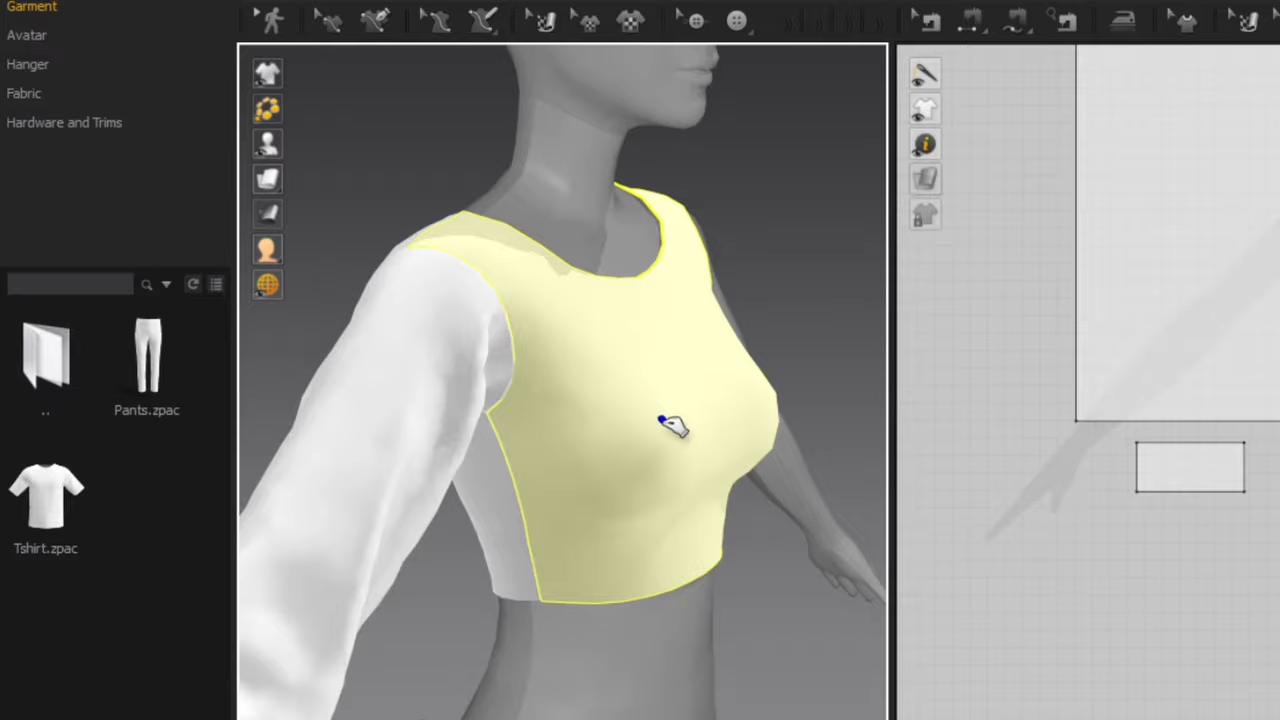 Garment
Avatar
Hanger
Fabric
Hardware and Trims
..
Pants.zpac
Tshirt.zpac